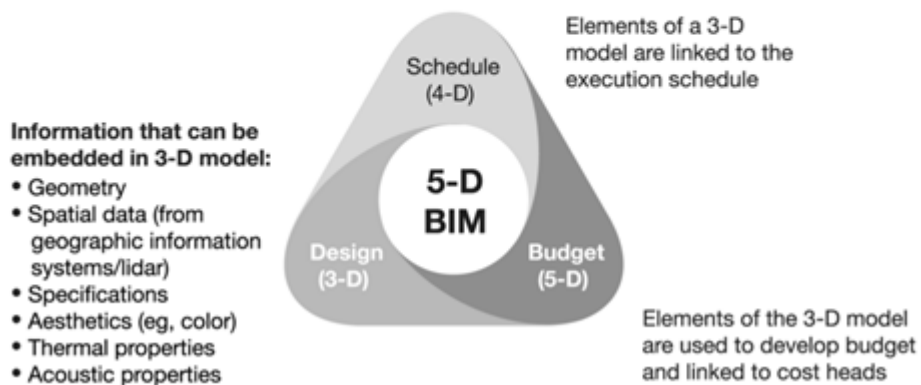 Elements of a 3-D
model are linked to the
execution schedule
Schedule
(4-D)
Information that can be
embedded in 3-D model:
• Geometry
• Spatial data (from
geographic information
systems/lidar)
• Specifications
• Aesthetics (eg, color)
• Thermal properties
• Acoustic properties
5-D
BIM
Design
(3-D)
Budget
(5-D)
Elements of the 3-D model
are used to develop budget
and linked to cost heads